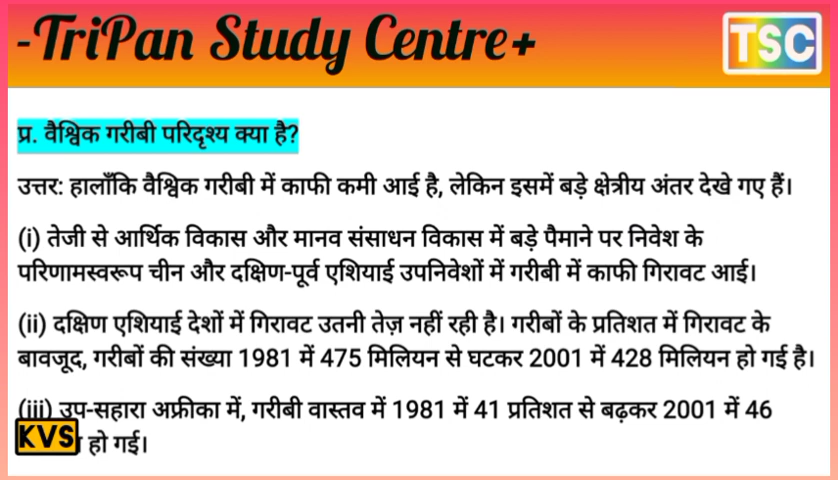 -TriPan Study Centre+
TSC
प्र. वैश्विक गरीबी परिदृश्य क्या है?
उत्तर: हालाँकि वैश्विक गरीबी में काफी कमी आई है, लेकिन इसमें बड़े क्षेत्रीय अंतर देखे गए हैं।
(i) तेजी से आर्थिक विकास और मानव संसाधन विकास में बड़े पैमाने पर निवेश के
परिणामस्वरूप चीन और दक्षिण-पूर्व एशियाई उपनिवेशों में गरीबी में काफी गिरावट आई।
(ii) दक्षिण एशियाई देशों में गिरावट उतनी तेज़ नहीं रही है। गरीबों के प्रतिशत में गिरावट के
बावजूद, गरीबों की संख्या 1981 में 475 मिलियन से घटकर 2001 में 428 मिलियन हो गई है।
(iii) उप-सहारा अफ्रीका में, गरीबी वास्तव में 1981 में 41 प्रतिशत से बढ़कर 2001 में 46
KVS हो गई।